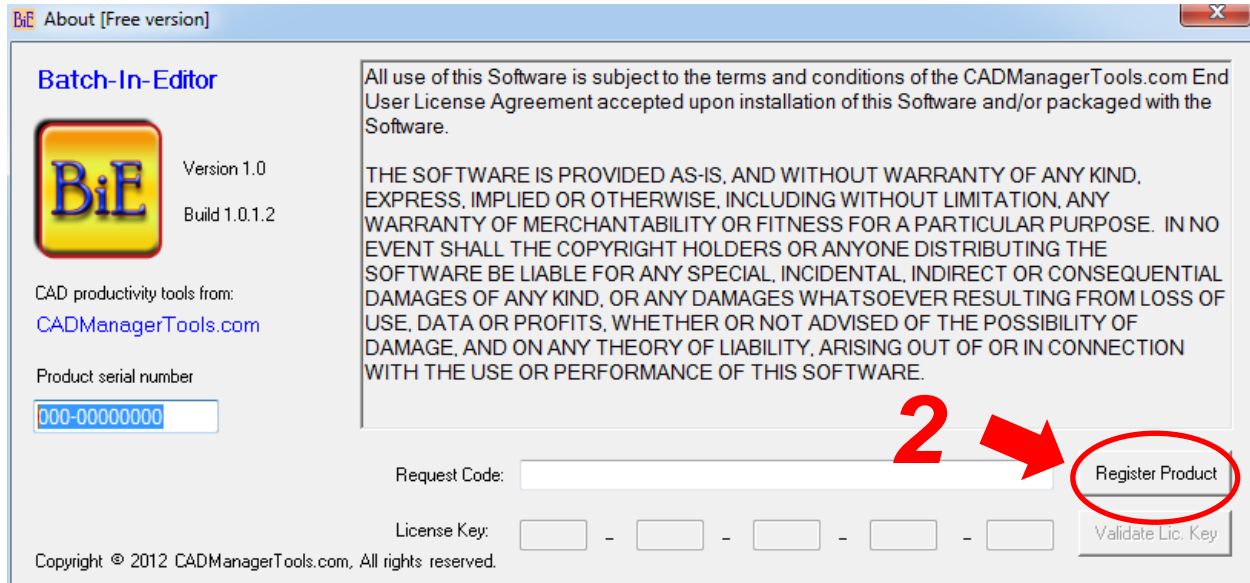 BiE About [Free version]
Batch-In-Editor
BiE
Version 1.0
Build 1.0.1.2
CAD productivity tools from:
CADManagerTools.com
Product serial number
000-00000000
All use of this Software is subject to the terms and conditions of the CADManagerTools.com End
User License Agreement accepted upon installation of this Software and/or packaged with the
Software.
THE SOFTWARE IS PROVIDED AS-IS, AND WITHOUT WARRANTY OF ANY KIND,
EXPRESS, IMPLIED OR OTHERWISE, INCLUDING WITHOUT LIMITATION, ANY
WARRANTY OF MERCHANTABILITY OR FITNESS FOR A PARTICULAR PURPOSE. IN NO
EVENT SHALL THE COPYRIGHT HOLDERS OR ANYONE DISTRIBUTING THE
SOFTWARE BE LIABLE FOR ANY SPECIAL, INCIDENTAL, INDIRECT OR CONSEQUENTIAL
DAMAGES OF ANY KIND, OR ANY DAMAGES WHATSOEVER RESULTING FROM LOSS OF
USE, DATA OR PROFITS, WHETHER OR NOT ADVISED OF THE POSSIBILITY OF
DAMAGE, AND ON ANY THEORY OF LIABILITY, ARISING OUT OF OR IN CONNECTION
WITH THE USE OR PERFORMANCE OF THIS SOFTWARE.
2
Request Code:
Register Product
License Key: - - - -
Validate Lic. Key
Copyright © 2012 CADManagerTools.com, All rights reserved.